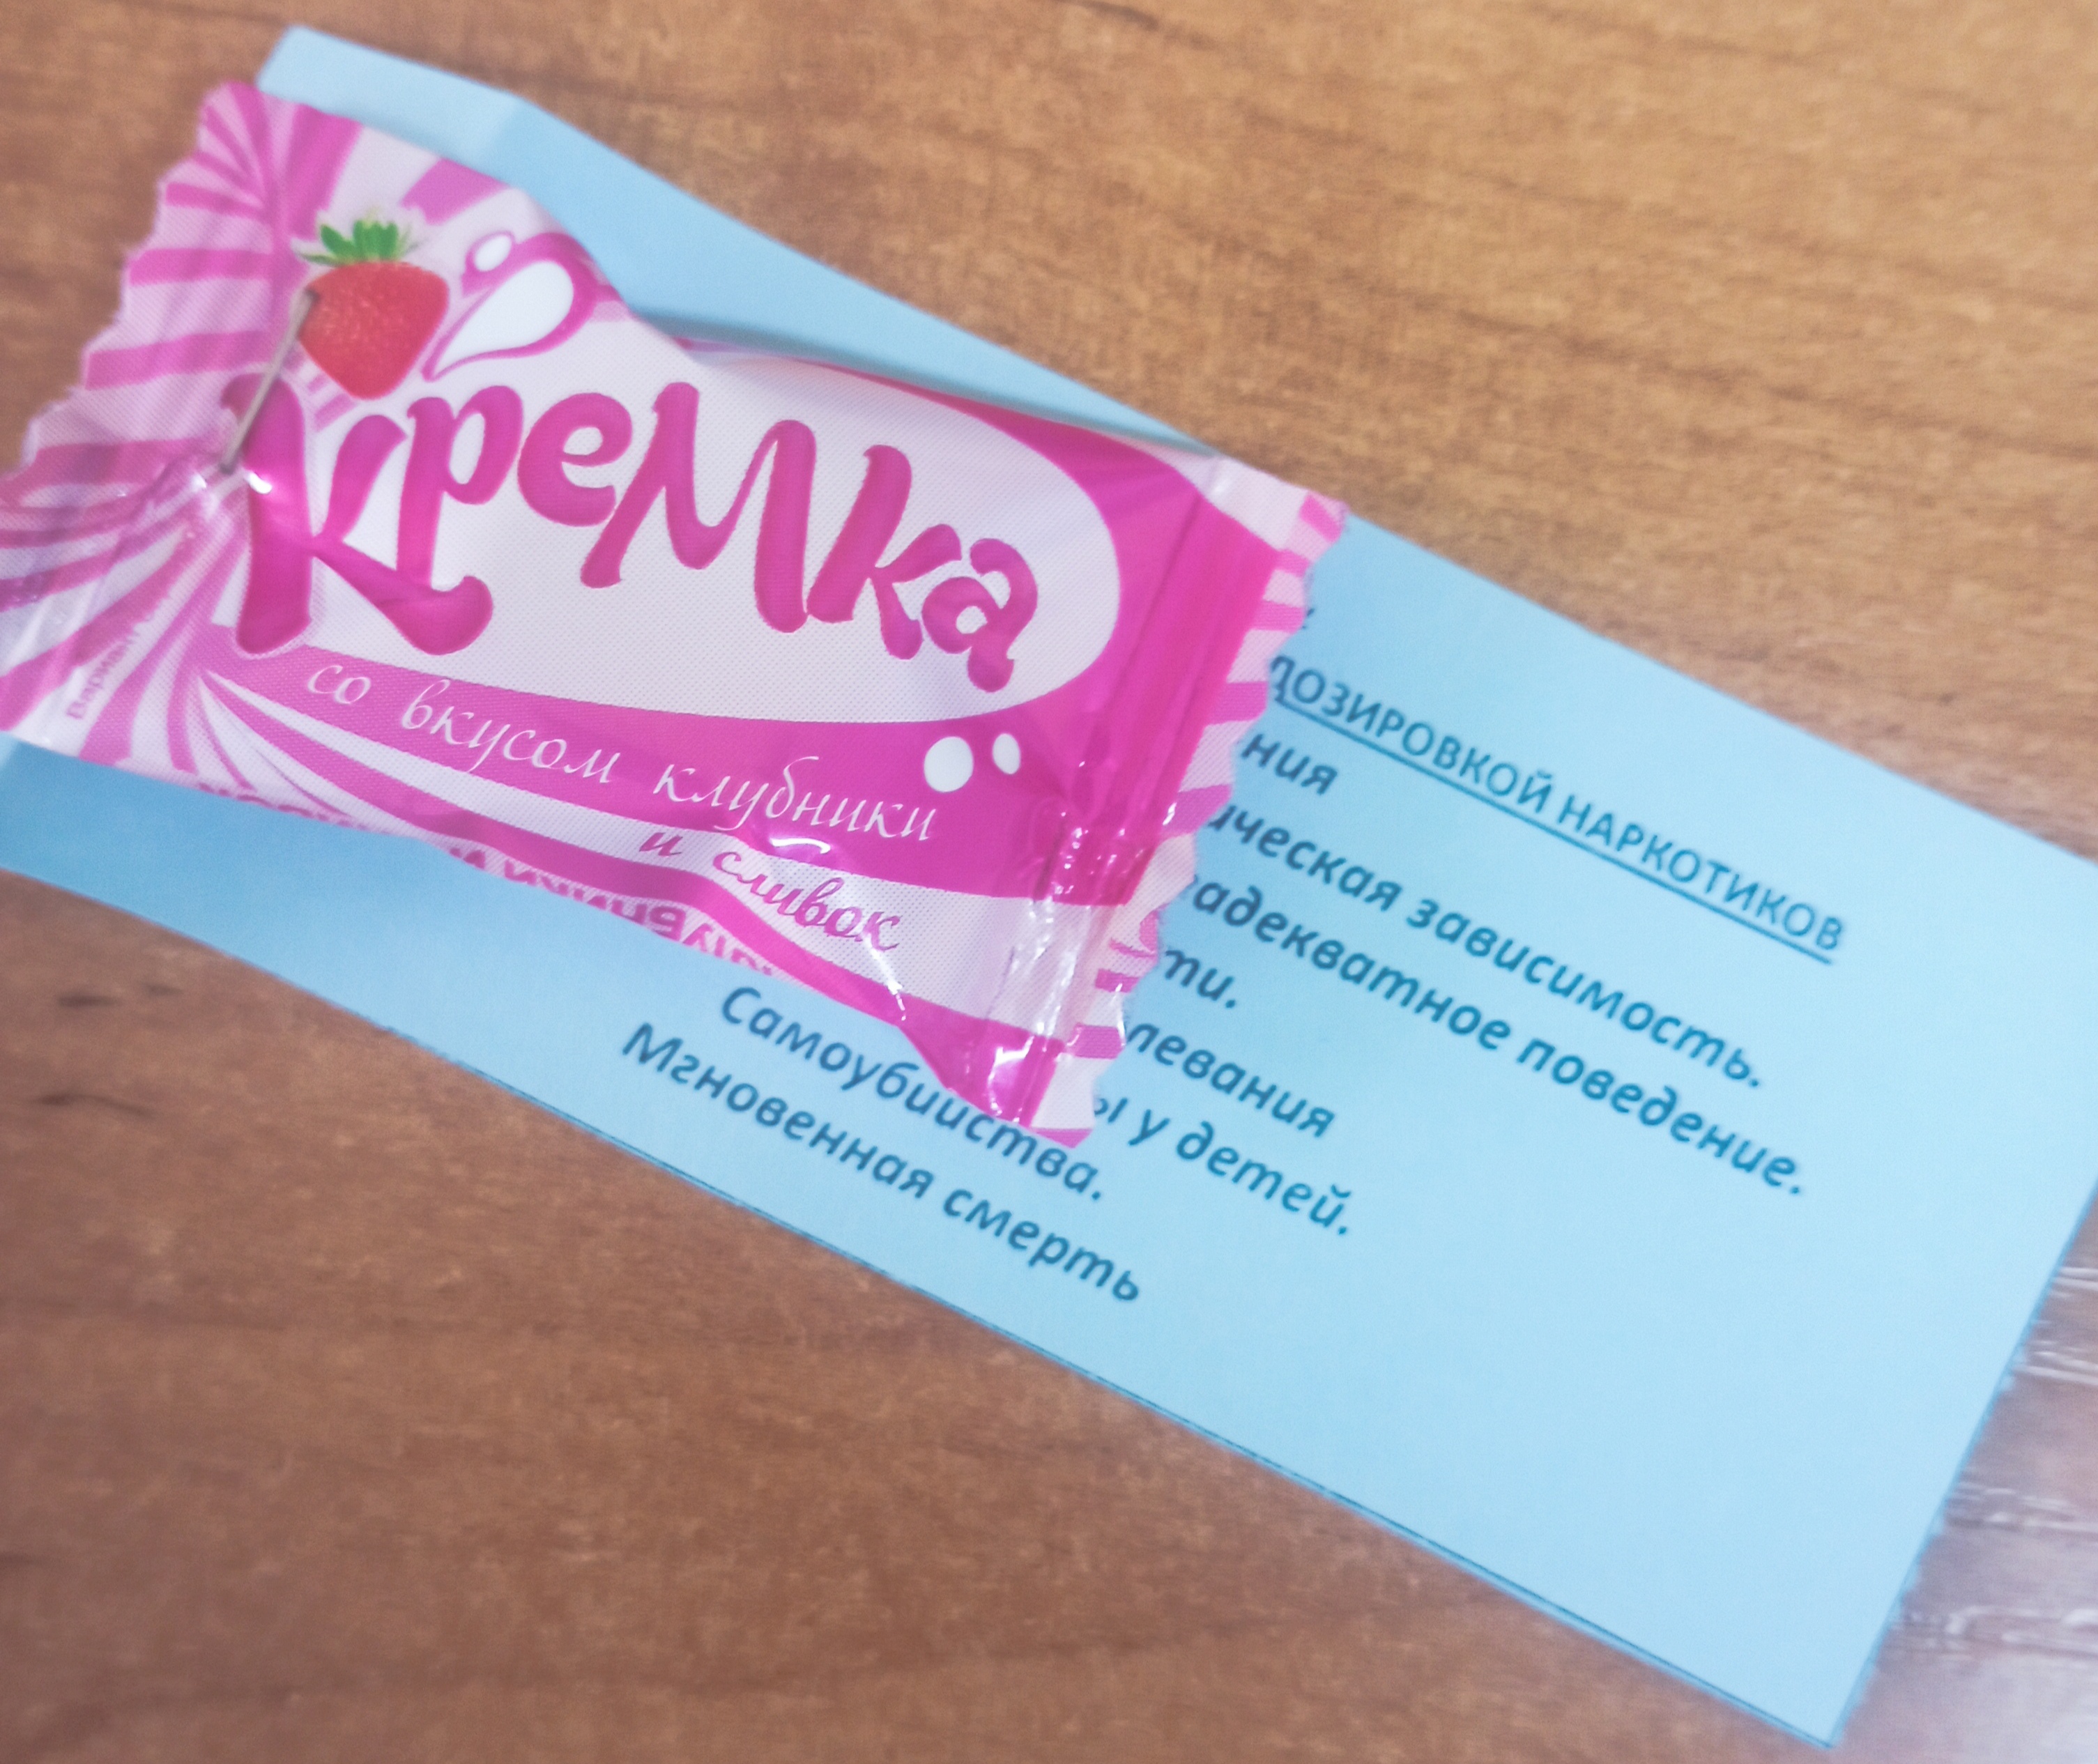 Кремка
со вкусом клубники
и сливок
ДОЗИРОВКОЙ НАРКОТИКОВ
ния
ическая зависимость.
адекватное поведение.
ти.
левания
ы у детей.
Самоубийства.
Мгновенная смерть